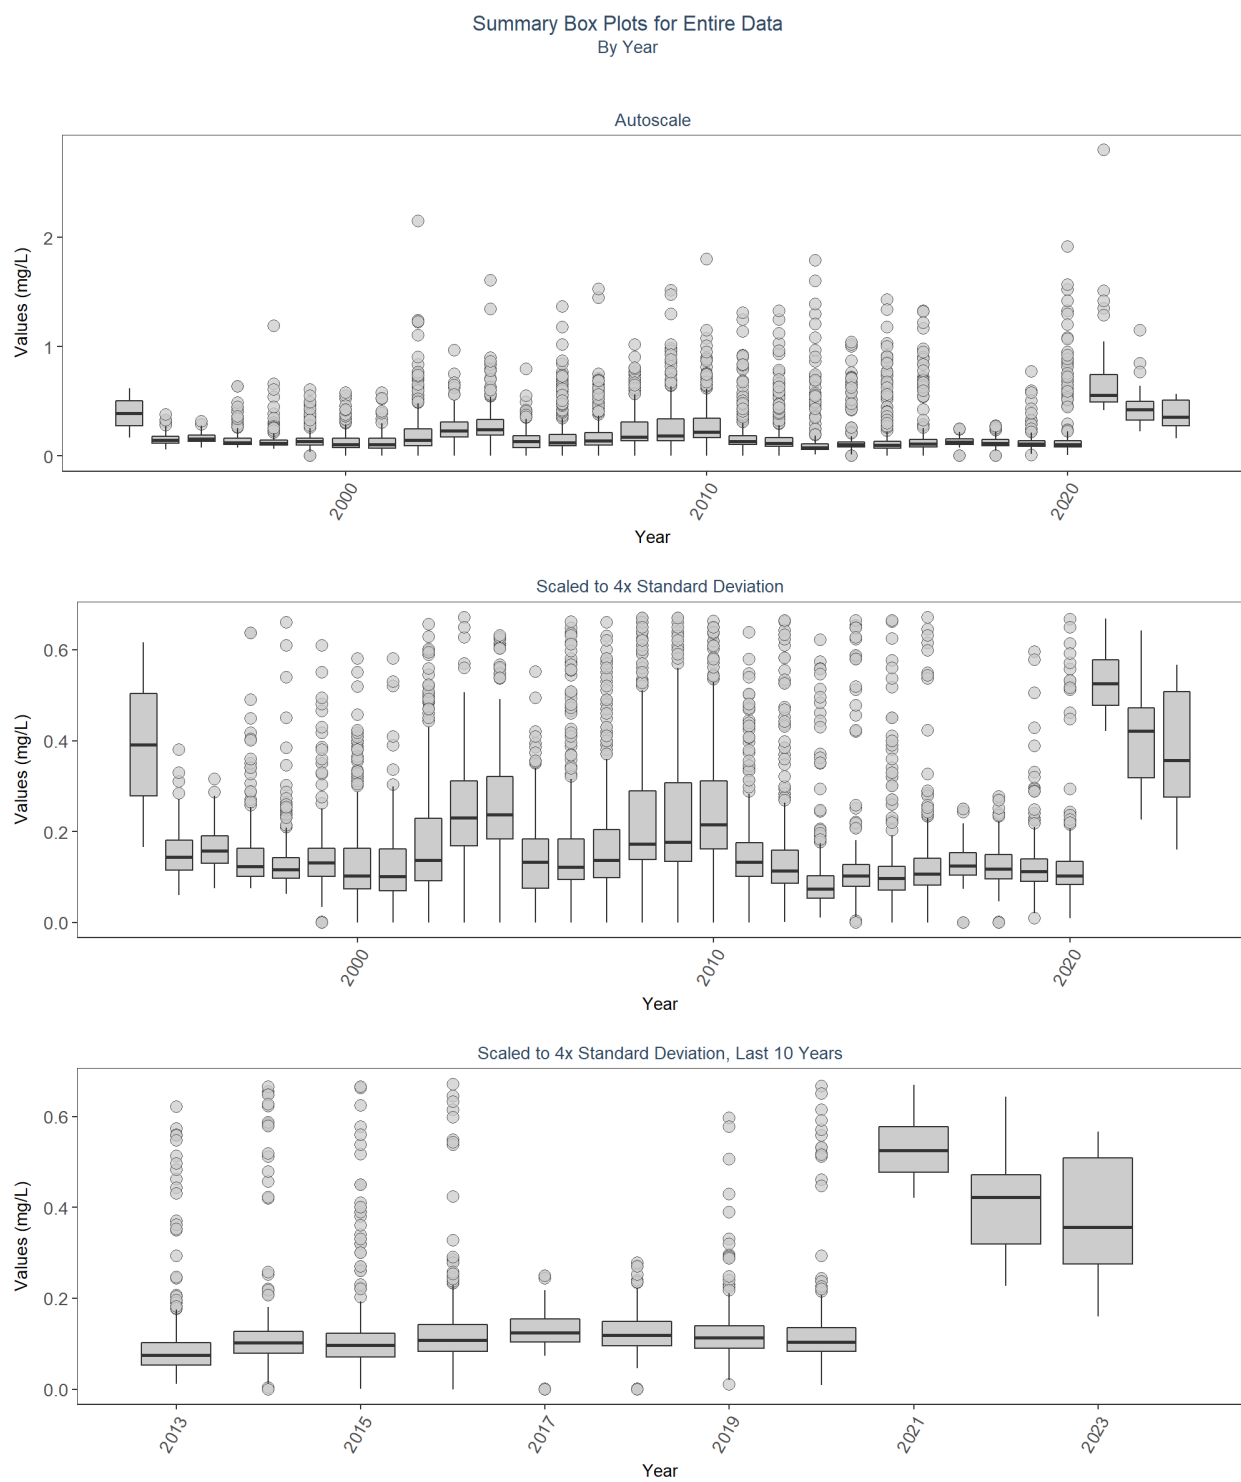 Summary Box Plots for Entire Data
By Year
Autoscale
Values (mg/L)
2
1
0
2000
2010
2020
Year
Scaled to 4x Standard Deviation
Values (mg/L)
0.6
0.4
0.2
0.0
2000
2010
2020
Year
Scaled to 4x Standard Deviation, Last 10 Years
Values (mg/L)
0.6
0.4
0.2
0.0
2013
2015
2017
2019
2021
2023
Year